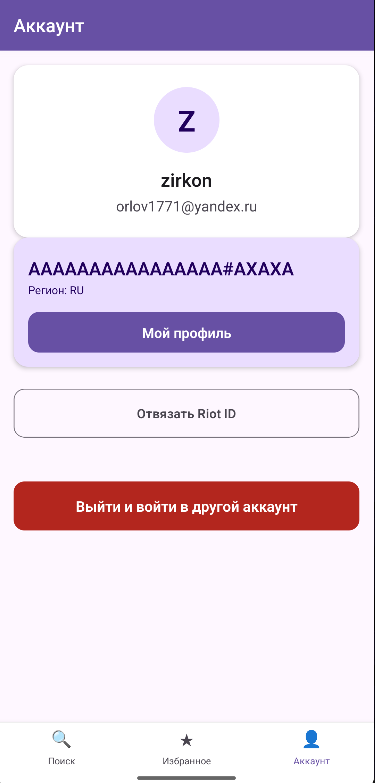 Аккаунт
Z
zirkon
orlov1771@yandex.ru
AAAAAAAAAAAAAAAA#AXAXA
Регион: RU
Мой профиль
Отвязать Riot ID
Выйти и войти в другой аккаунт
Поиск
Избранное
Аккаунт